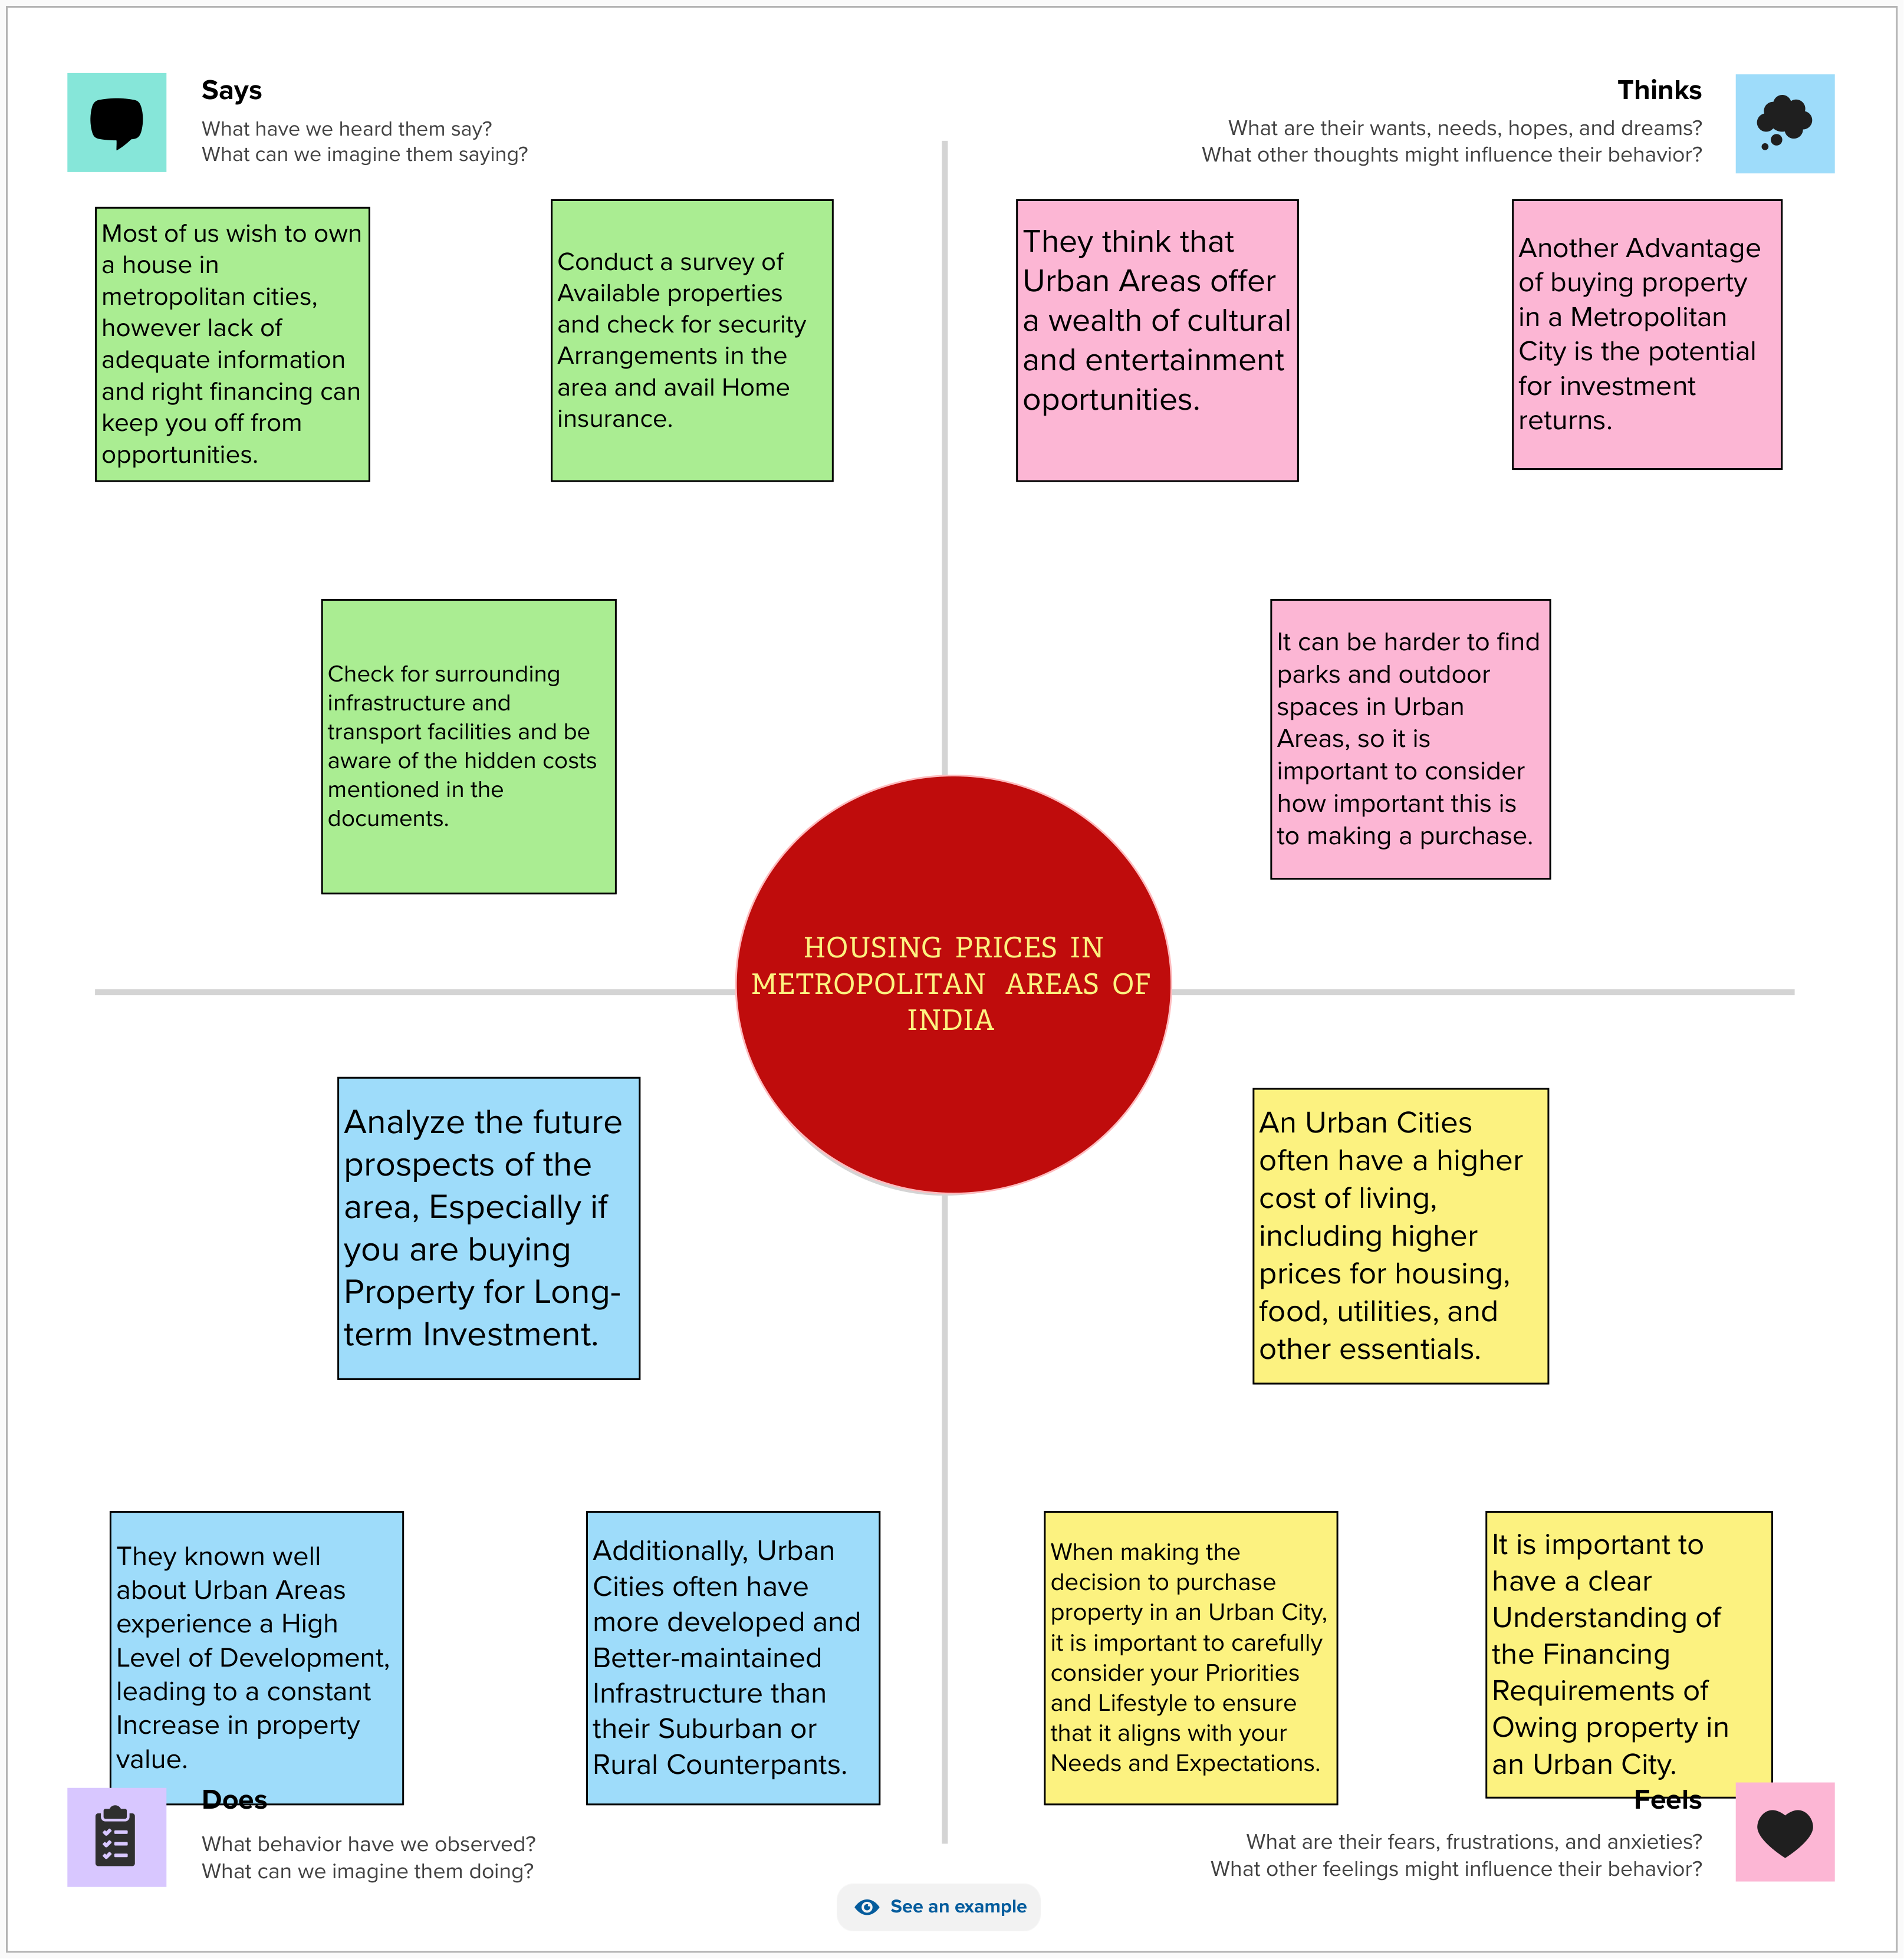 Says
What have we heard them say?
What can we imagine them saying?
Thinks
What are their wants, needs, hopes, and dreams?
What other thoughts might influence their behavior?
Most of us wish to own
a house in
metropolitan cities,
however lack of
adequate information
and right financing can
keep you off from
opportunities.
Conduct a survey of
Available properties
and check for security
Arrangements in the
area and avail Home
insurance.
They think that
Urban Areas offer
a wealth of cultural
and entertainment
oportunities.
Another Advantage
of buying property
in a Metropolitan
City is the potential
for investment
returns.
Check for surrounding
infrastructure and
transport facilities and be
aware of the hidden costs
mentioned in the
documents.
It can be harder to find
parks and outdoor
spaces in Urban
Areas, so it is
important to consider
how important this is
to making a purchase.
HOUSING PRICES IN
METROPOLITAN AREAS OF
INDIA
Analyze the future
prospects of the
area, Especially if
you are buying
Property for Long-
term Investment.
An Urban Cities
often have a higher
cost of living,
including higher
prices for housing,
food, utilities, and
other essentials.
They known well
about Urban Areas
experience a High
Level of Development,
leading to a constant
Increase in property
value.
Additionally, Urban
Cities often have
more developed and
Better-maintained
Infrastructure than
their Suburban or
Rural Counterpants.
When making the
decision to purchase
property in an Urban City,
it is important to carefully
consider your Priorities
and Lifestyle to ensure
that it aligns with your
Needs and Expectations.
It is important to
have a clear
Understanding of
the Financing
Requirements of
Owing property in
an Urban City.
Does
What behavior have we observed?
What can we imagine them doing?
Feels
What are their fears, frustrations, and anxieties?
What other feelings might influence their behavior?
See an example